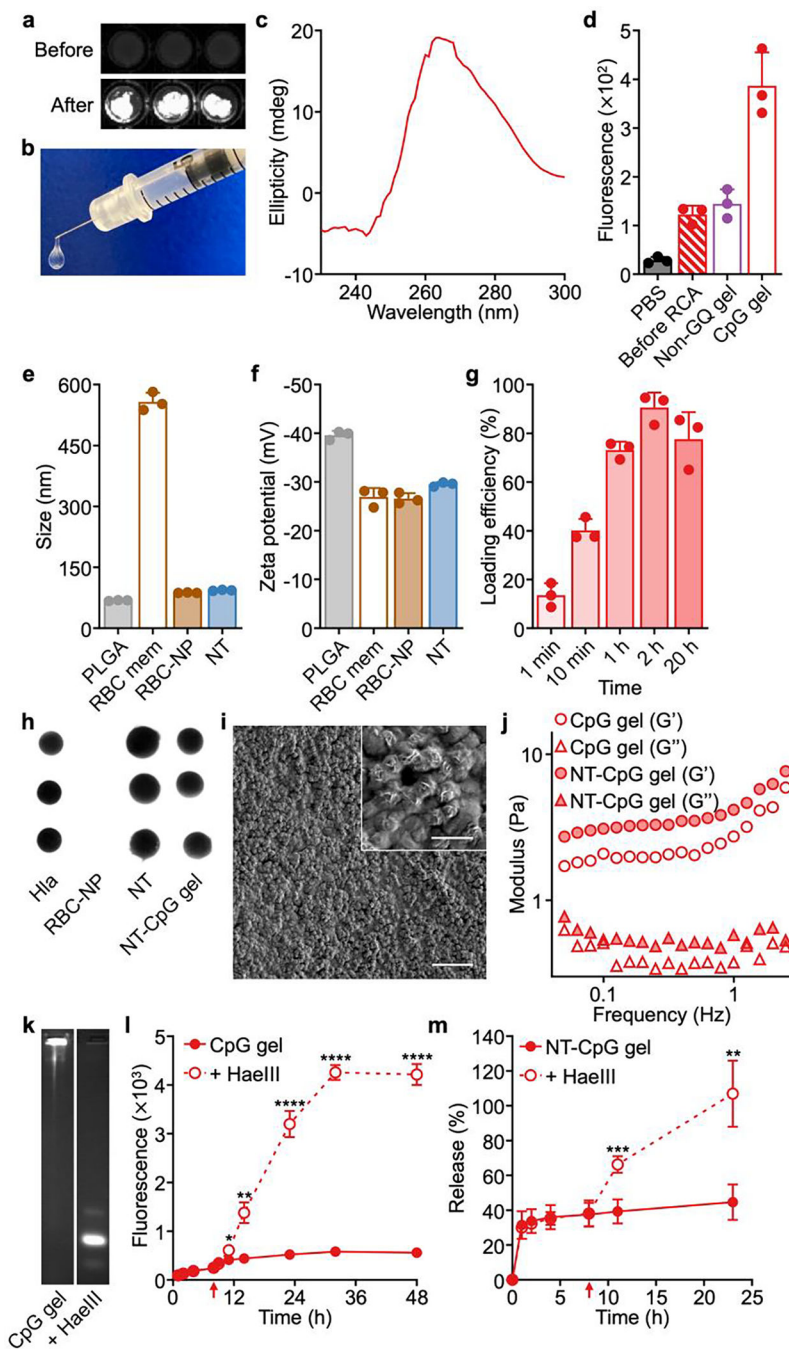 a
Before
After
b
c
Ellipticity (mdeg)
20
10
0
-10
240
260
280
300
Wavelength (nm)
d
Fluorescence (×10²)
5
4
3
2
1
0
PBS
Before RCA
Non-GQ gel
CpG gel
e
Size (nm)
600
450
300
150
0
PLGA
RBC mem
RBC-NP
NT
f
Zeta potential (mV)
-50
-40
-30
-20
-10
0
PLGA
RBC mem
RBC-NP
NT
g
Loading efficiency (%)
100
80
60
40
20
0
1 min
10 min
1 h
2 h
20 h
Time
h
Hla
RBC-NP
NT
NT-CpG gel
i
j
CpG gel (G')
CpG gel (G'')
NT-CpG gel (G')
NT-CpG gel (G'')
Modulus (Pa)
10
1
0.1
1
Frequency (Hz)
k
CpG gel
+ HaeIII
l
CpG gel
+ HaeIII
Fluorescence (×10³)
5
4
3
2
1
0
*
**
****
****
****
0
12
24
36
48
Time (h)
m
NT-CpG gel
+ HaeIII
Release (%)
140
120
100
80
60
40
20
0
***
**
0
5
10
15
20
25
Time (h)